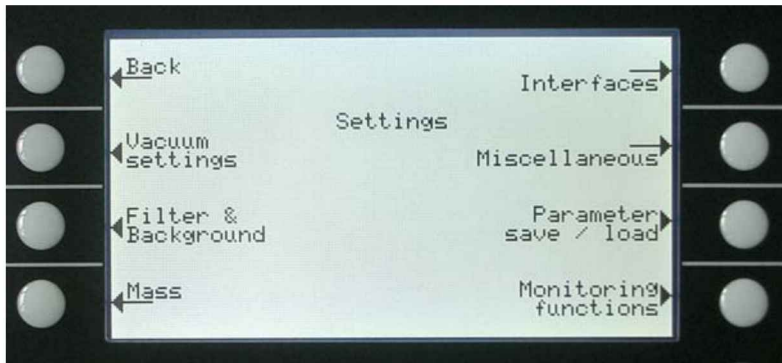 Back
Interfaces
Settings
Vacuum
settings
Miscellaneous
Filter &
Background
Parameter
save / load
Mass
Monitoring
functions